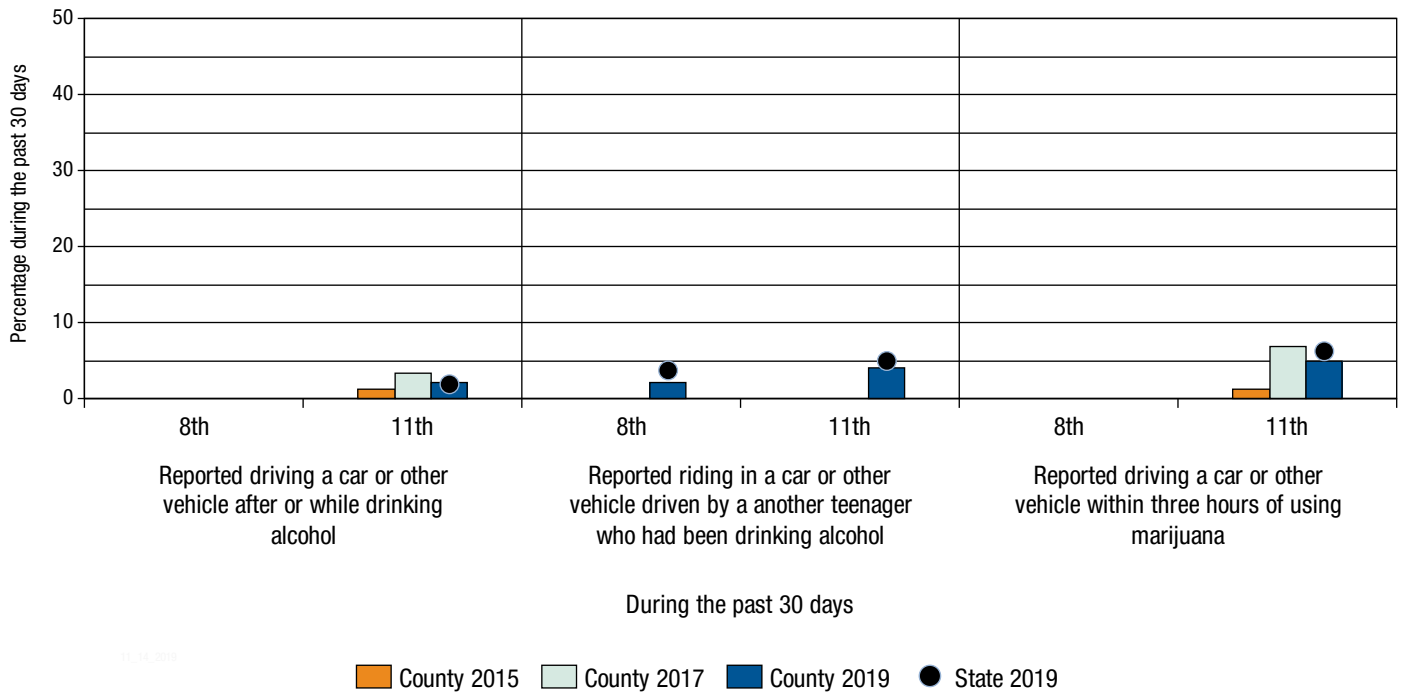 Percentage during the past 30 days
50
40
30
20
10
0
8th
11th
8th
11th
8th
11th
Reported driving a car or other
vehicle after or while drinking
alcohol
Reported riding in a car or other
vehicle driven by a another teenager
who had been drinking alcohol
Reported driving a car or other
vehicle within three hours of using
marijuana
During the past 30 days
County 2015
County 2017
County 2019
State 2019